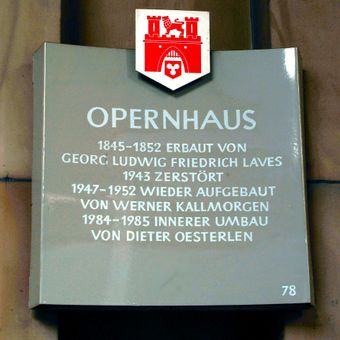 OPERNHAUS
1845-1852 ERBAUT VON
GEORG LUDWIG FRIEDRICH LAVES
1943 ZERSTÖRT
1947-1952 WIEDER AUFGEBAUT
VON WERNER KALLMORGEN
1984-1985 INNERER UMBAU
VON DIETER OESTERLEN
78